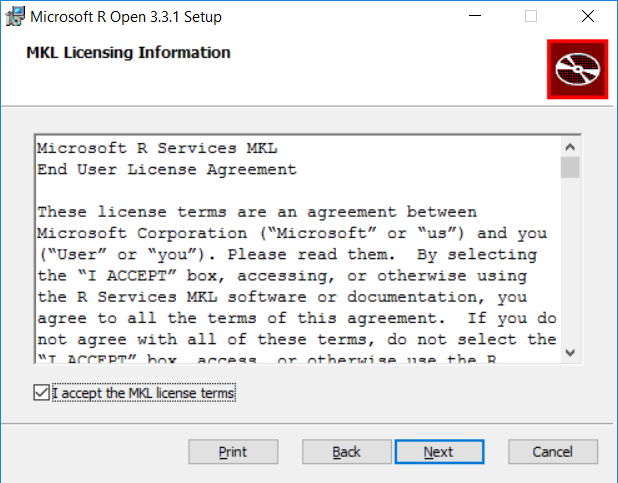 Microsoft R Open 3.3.1 Setup
MKL Licensing Information
Microsoft R Services MKL
End User License Agreement
These license terms are an agreement between
Microsoft Corporation (“Microsoft” or “us”) and you
(“User” or “you”). Please read them.  By selecting
the “I ACCEPT” box, accessing, or otherwise using
the R Services MKL software or documentation, you
agree to all the terms of this agreement.  If you do
not agree with all of these terms, do not select the
“I ACCEPT” box, access, or otherwise use the R
I accept the MKL license terms
Print Back Next Cancel